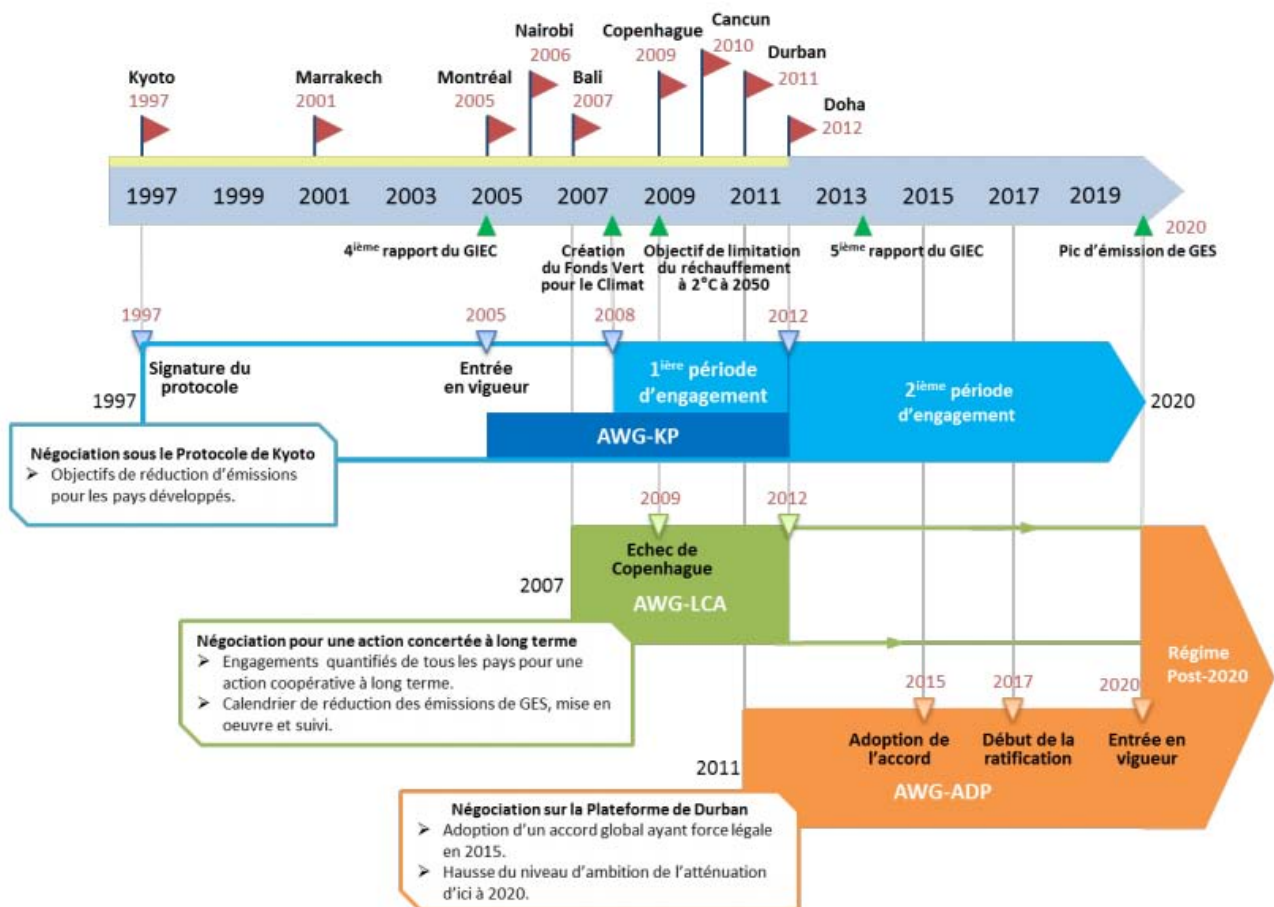 Kyoto
1997
Marrakech
2001
Montréal
2005
Nairobi
2006
Bali
2007
Copenhague
2009
Cancun
2010
Durban
2011
Doha
2012
1997 1999 2001 2003 2005 2007 2009 2011 2013 2015 2017 2019
4ième rapport du GIEC
Création
du Fonds Vert
pour le Climat
Objectif de limitation
du réchauffement
à 2°C à 2050
5ième rapport du GIEC
2020
Pic d'émission de GES
1997
Signature du
protocole
2005
Entrée
en vigueur
2008
2012
1ière période
d'engagement
2ième période
d'engagement
AWG-KP
1997
2020
Négociation sous le Protocole de Kyoto
➢ Objectifs de réduction d'émissions
pour les pays développés.
2009
2012
Echec de
Copenhague
AWG-LCA
2007
Négociation pour une action concertée à long terme
➢ Engagements quantifiés de tous les pays pour une
action coopérative à long terme.
➢ Calendrier de réduction des émissions de GES, mise en
oeuvre et suivi.
Régime
Post-2020
2015
2017
2020
Adoption de
l'accord
Début de la
ratification
Entrée en
vigueur
AWG-ADP
2011
Négociation sur la Plateforme de Durban
➢ Adoption d'un accord global ayant force légale
en 2015.
➢ Hausse du niveau d'ambition de l'atténuation
d'ici à 2020.